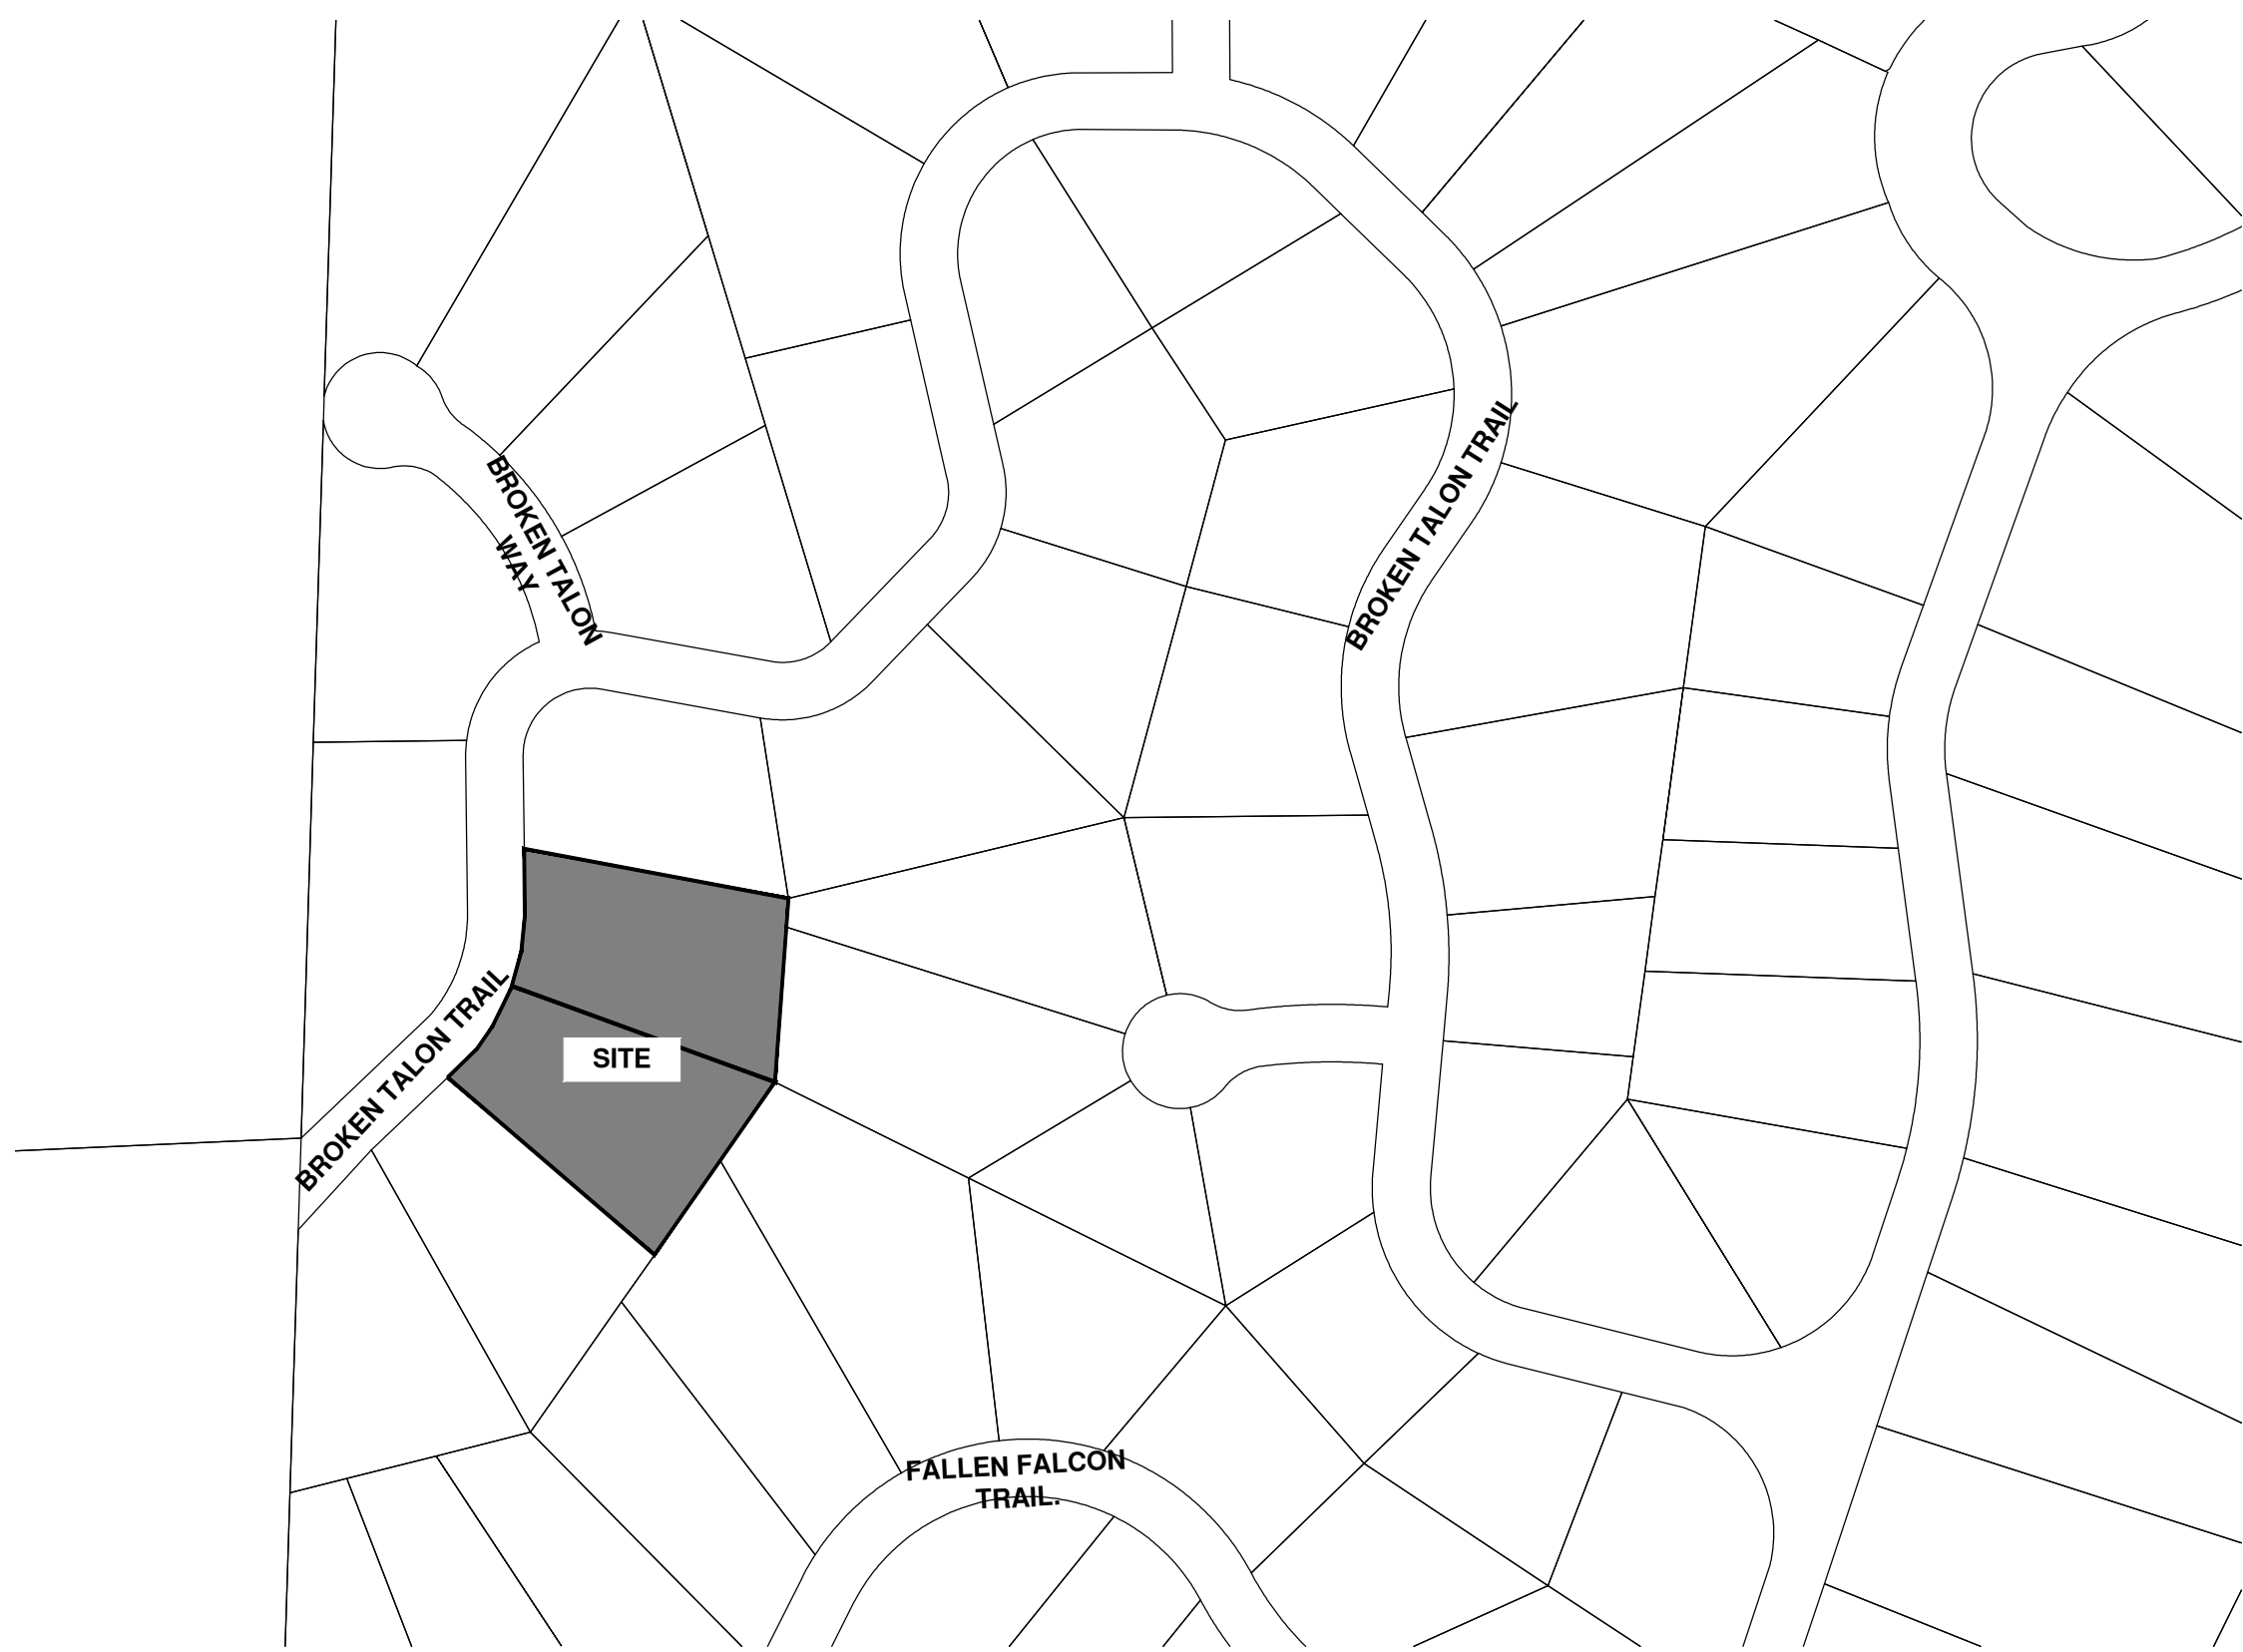 BROKEN TALON TRAIL
BROKEN TALON
WAY
BROKEN TALON TRAIL
SITE
FALLEN FALCON
TRAIL.